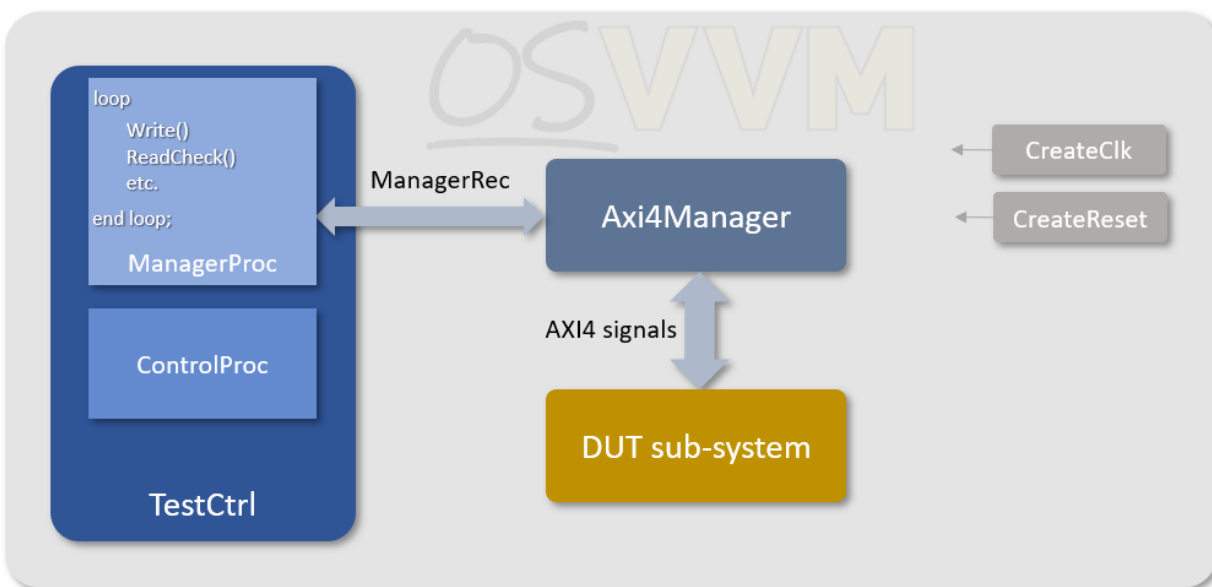 OSVVM
loop
Write()
ReadCheck()
etc.
end loop;
ManagerProc
ControlProc
TestCtrl
ManagerRec
Axi4Manager
AXI4 signals
DUT sub-system
CreateClk
CreateReset